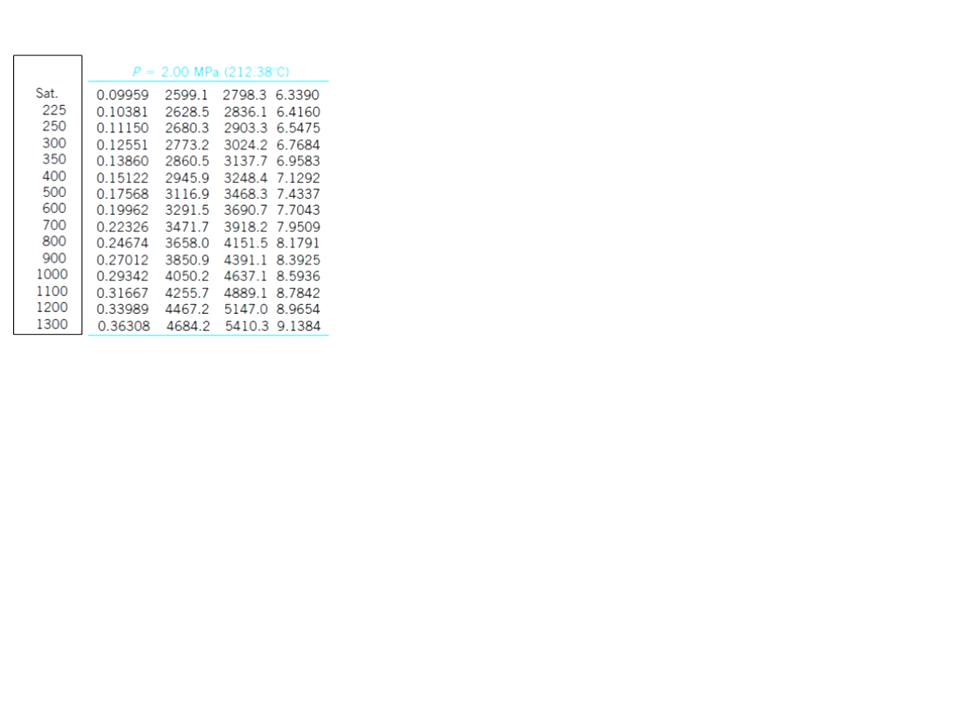 P = 2.00 MPa (212.38°C)
Sat. 0.09959 2599.1 2798.3 6.3390
225 0.10381 2628.5 2836.1 6.4160
250 0.11150 2680.3 2903.3 6.5475
300 0.12551 2773.2 3024.2 6.7684
350 0.13860 2860.5 3137.7 6.9583
400 0.15122 2945.9 3248.4 7.1292
500 0.17568 3116.9 3468.3 7.4337
600 0.19962 3291.5 3690.7 7.7043
700 0.22326 3471.7 3918.2 7.9509
800 0.24674 3658.0 4151.5 8.1791
900 0.27012 3850.9 4391.1 8.3925
1000 0.29342 4050.2 4637.1 8.5936
1100 0.31667 4255.7 4889.1 8.7842
1200 0.33989 4467.2 5147.0 8.9654
1300 0.36308 4684.2 5410.3 9.1384